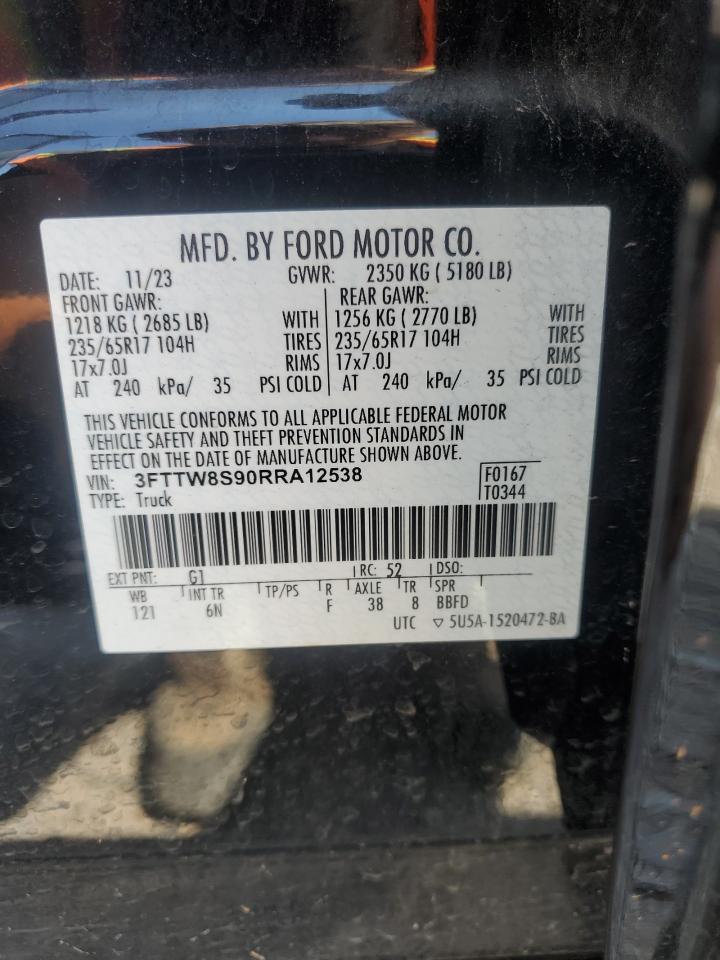 MFD. BY FORD MOTOR CO.
DATE: 11/23 GVWR: 2350 KG ( 5180 LB)
FRONT GAWR: REAR GAWR:
1218 KG ( 2685 LB) WITH 1256 KG ( 2770 LB) WITH
235/65R17 104H TIRES 235/65R17 104H TIRES
17x7.0J RIMS 17x7.0J RIMS
AT 240 kPa/ 35 PSI COLD AT 240 kPa/ 35 PSI COLD
THIS VEHICLE CONFORMS TO ALL APPLICABLE FEDERAL MOTOR
VEHICLE SAFETY AND THEFT PREVENTION STANDARDS IN
EFFECT ON THE DATE OF MANUFACTURE SHOWN ABOVE.
VIN: 3FTTW8S90RRA12538 F0167
TYPE: Truck T0344
EXT PNT: G1 RC: 52 DSO:
WB INT TR TP/PS R AXLE TR SPR
121 6N F 38 8 BBFD
UTC ▽ 5U5A-1520472-BA